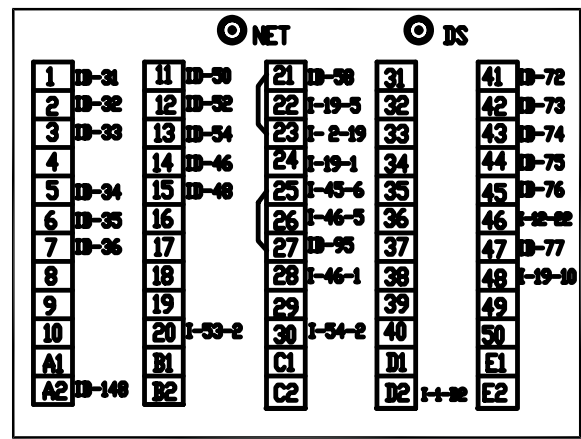 NET DS
1 ID-31 11 ID-50 21 ID-58 31 41 ID-72
2 ID-32 12 ID-52 22 I-19-5 32 42 ID-73
3 ID-33 13 ID-54 23 I-2-19 33 43 ID-74
4 14 ID-46 24 I-19-1 34 44 ID-75
5 ID-34 15 ID-48 25 I-45-6 35 45 ID-76
6 ID-35 16 26 I-46-5 36 46 I-12-22
7 ID-36 17 27 ID-95 37 47 ID-77
8 18 28 I-46-1 38 48 I-19-10
9 19 29 39 49
10 20 I-53-2 30 I-54-2 40 50
A1 B1 C1 D1 E1
A2 ID-148 B2 C2 D2 I-1-B2 E2